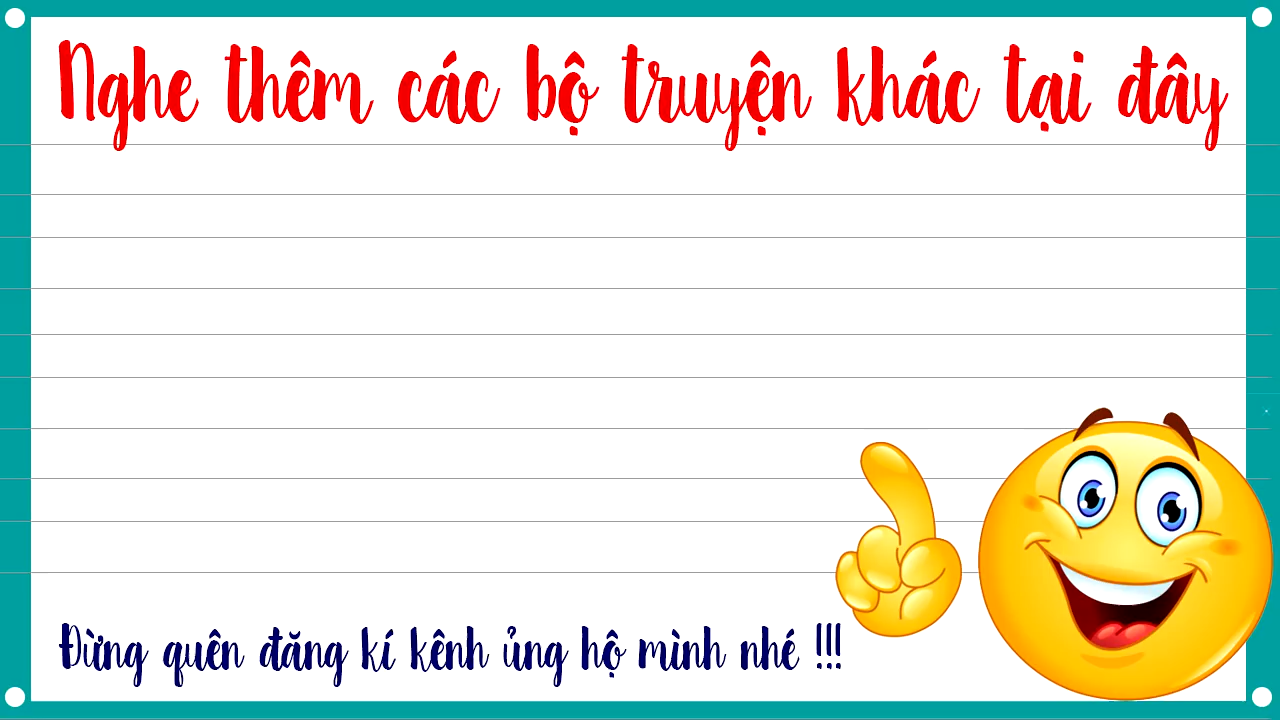 Nghe thêm các bộ truyện khác tại đây
Đừng quên đăng kí kênh ủng hộ mình nhé !!!